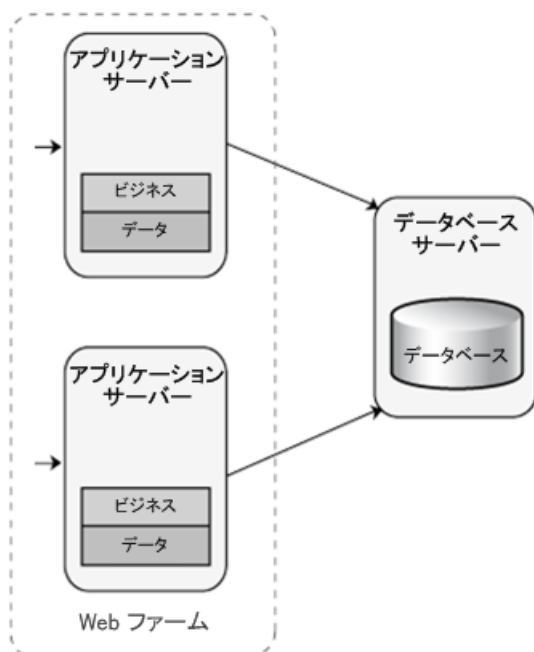 アプリケーション
サーバー
ビジネス
データ
データベース
サーバー
データベース
アプリケーション
サーバー
ビジネス
データ
Web ファーム